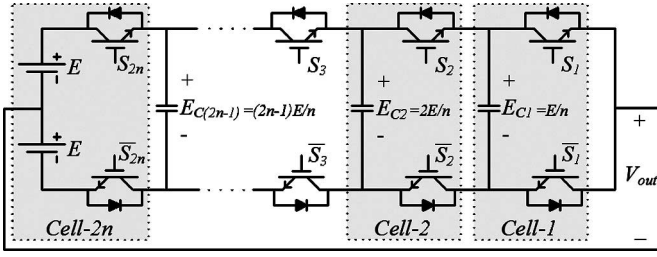 +
E
S2n
+
EC(2n-1)=(2n-1)E/n
-
S3
+
EC2=2E/n
-
S2
+
EC1=E/n
-
S1
+
E
S̅2n
S̅3
S̅2
S̅1
+
Vout
−
Cell-2n
Cell-2
Cell-1